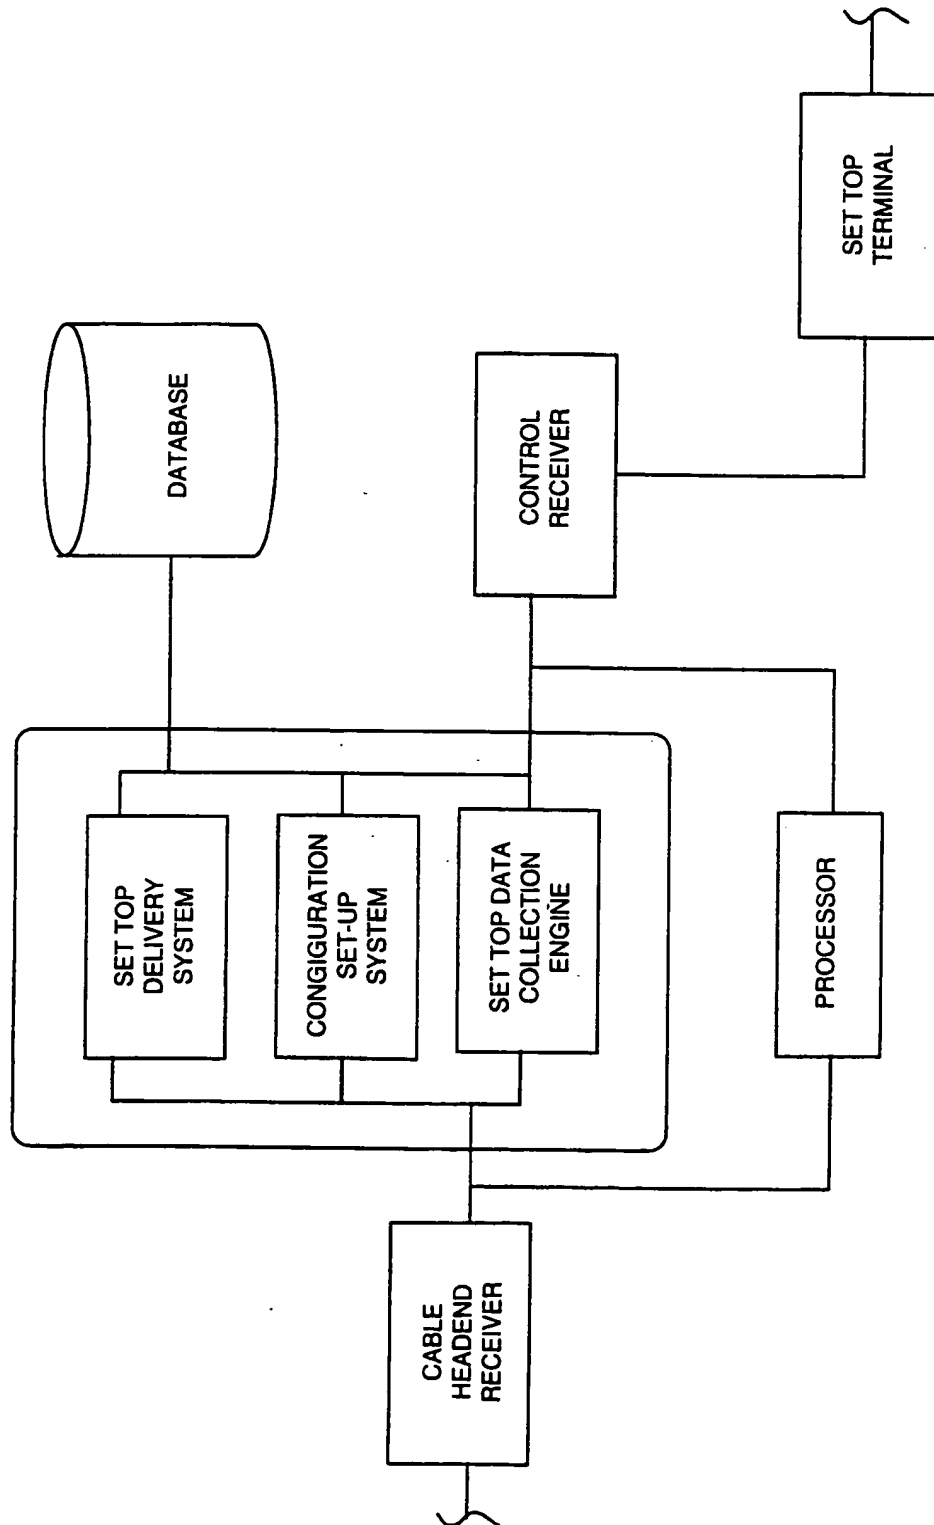 DATABASE
SET TOP
DELIVERY
SYSTEM
CONGIGURATION
SET-UP
SYSTEM
SET TOP DATA
COLLECTION
ENGINE
CABLE
HEADEND
RECEIVER
CONTROL
RECEIVER
PROCESSOR
SET TOP
TERMINAL